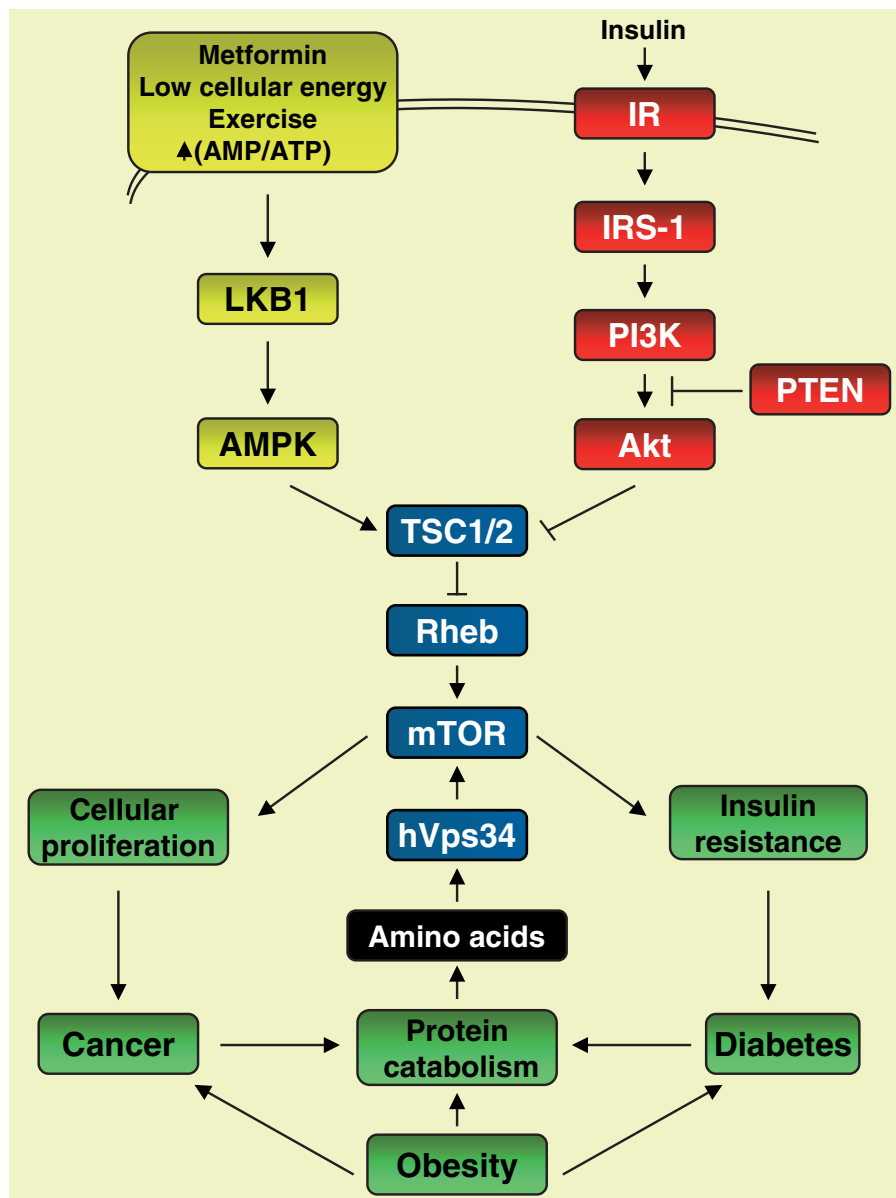 Metformin
Low cellular energy
Exercise
▲(AMP/ATP)
Insulin
IR
IRS-1
LKB1
PI3K
PTEN
AMPK
Akt
TSC1/2
Rheb
mTOR
Cellular
proliferation
hVps34
Insulin
resistance
Amino acids
Cancer
Protein
catabolism
Diabetes
Obesity